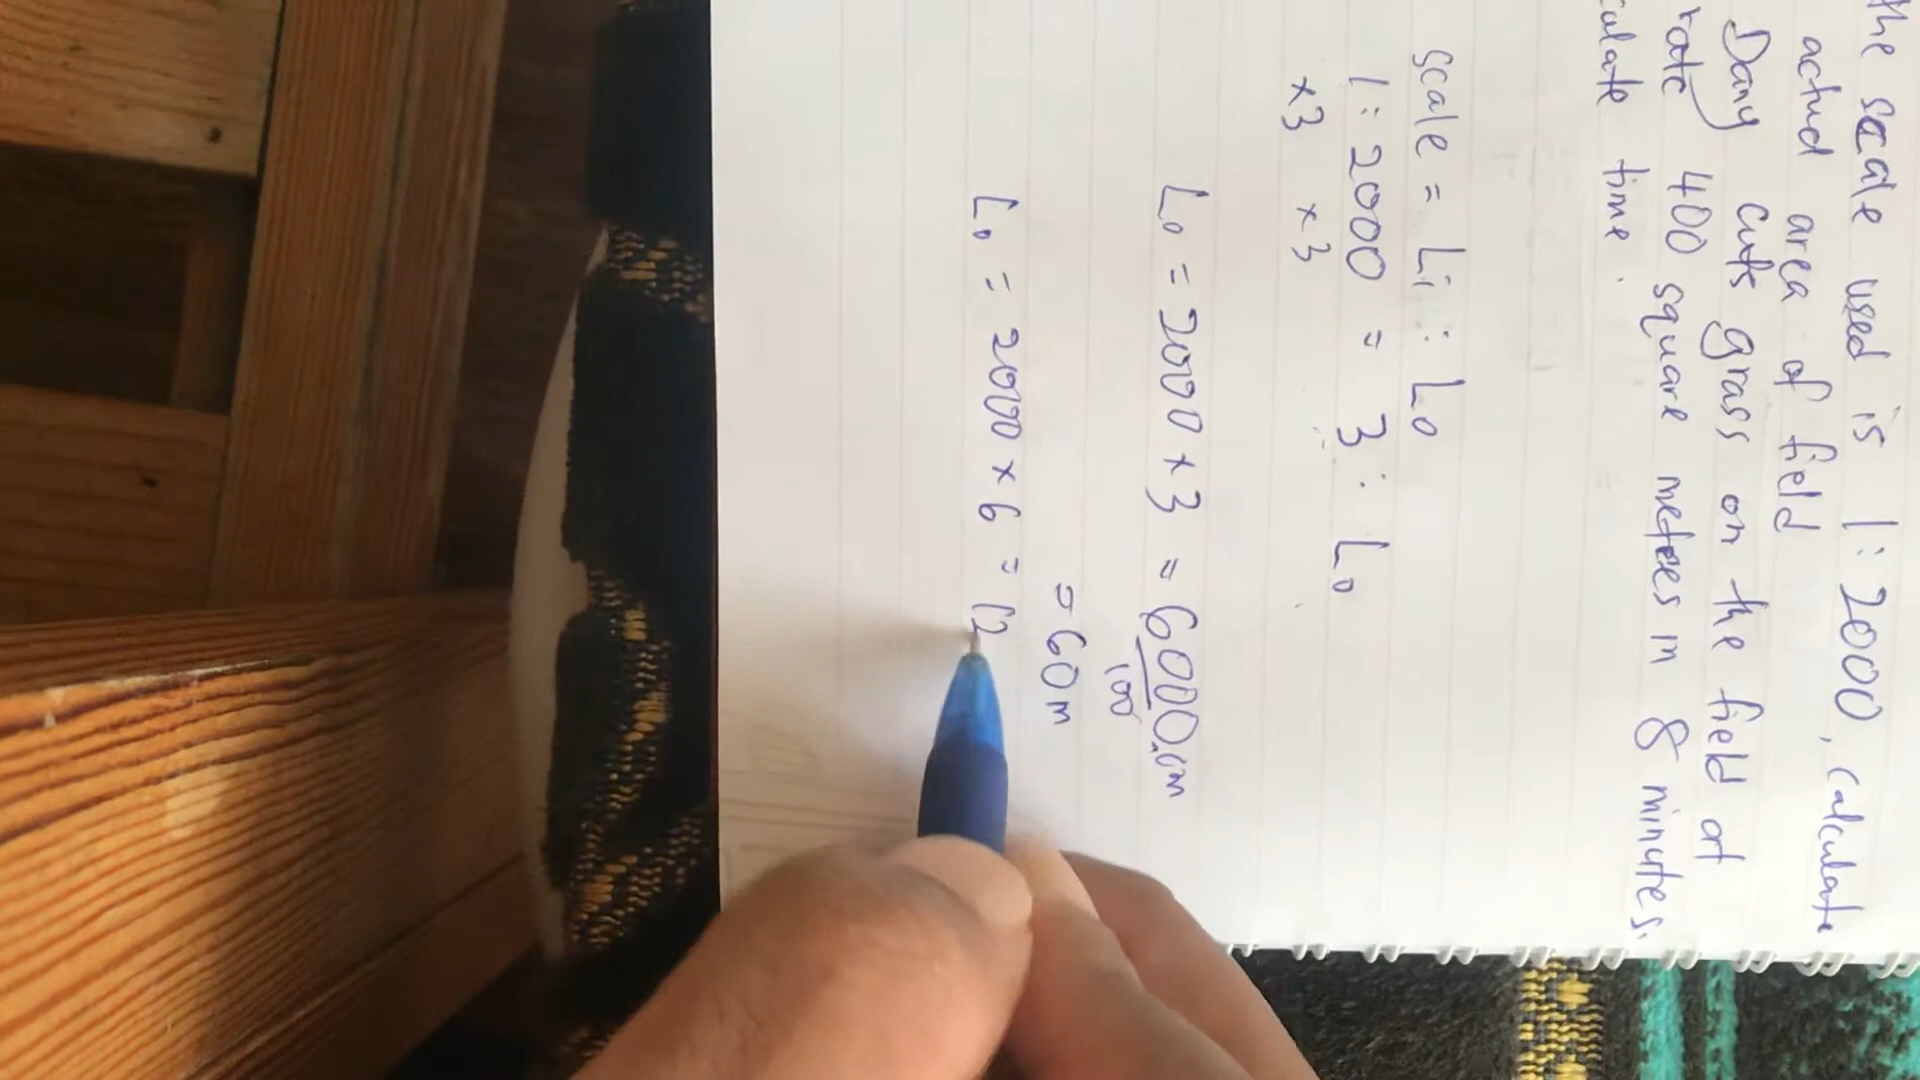 the scale used is 1:2000, calculate
actual area of field
Dany cuts grass on the field at
rate 400 square metres in 8 minutes.
culate time.
scale = Li : Lo
1:2000 = 3 : Lo
x3 x3
Lo = 2000 x 3 = 6000 cm
100
= 60 m
Lo = 2000 x 6 = 12